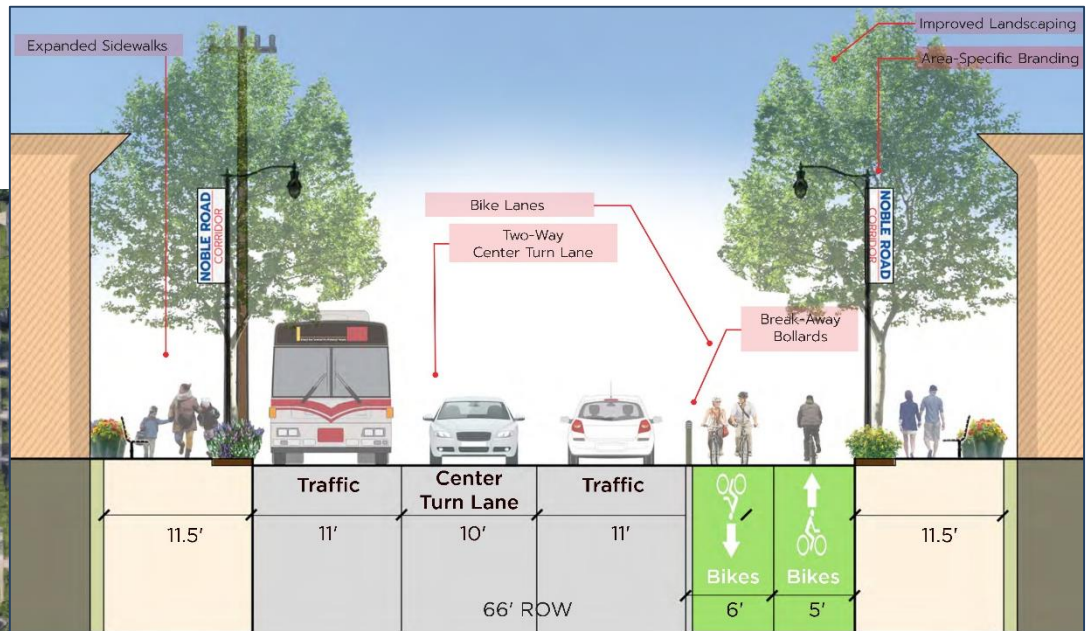 Expanded Sidewalks
Improved Landscaping
Area-Specific Branding
NOBLE ROAD
CORRIDOR
NOBLE ROAD
CORRIDOR
Bike Lanes
Two-Way
Center Turn Lane
Break-Away
Bollards
Traffic
Center
Turn Lane
Traffic
11.5'
11'
10'
11'
11.5'
Bikes
Bikes
66' ROW
6'
5'